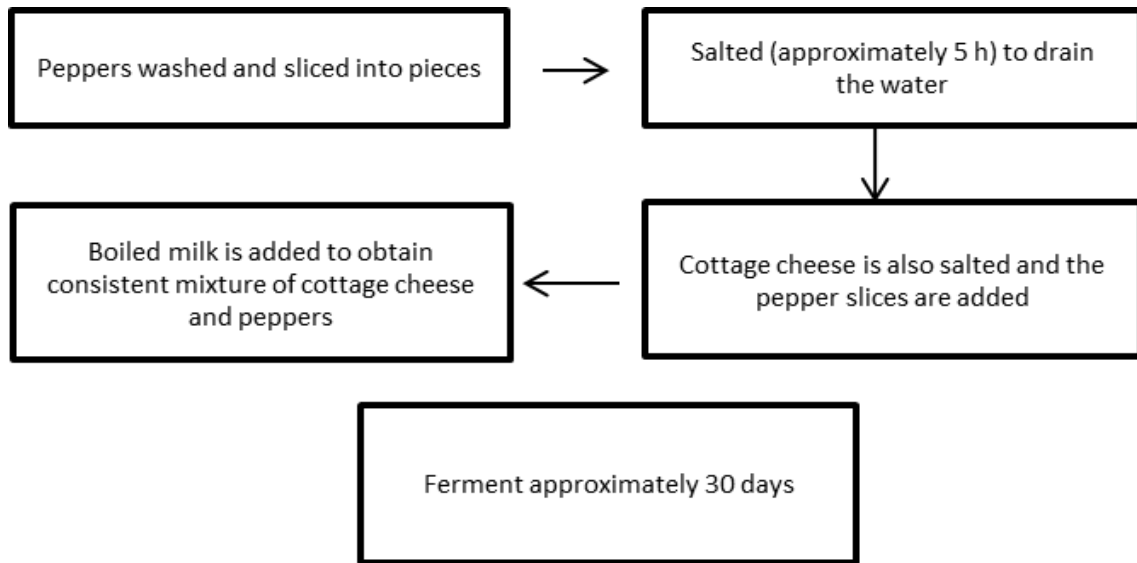 Peppers washed and sliced into pieces
Salted (approximately 5 h) to drain
the water
Cottage cheese is also salted and the
pepper slices are added
Boiled milk is added to obtain
consistent mixture of cottage cheese
and peppers
Ferment approximately 30 days